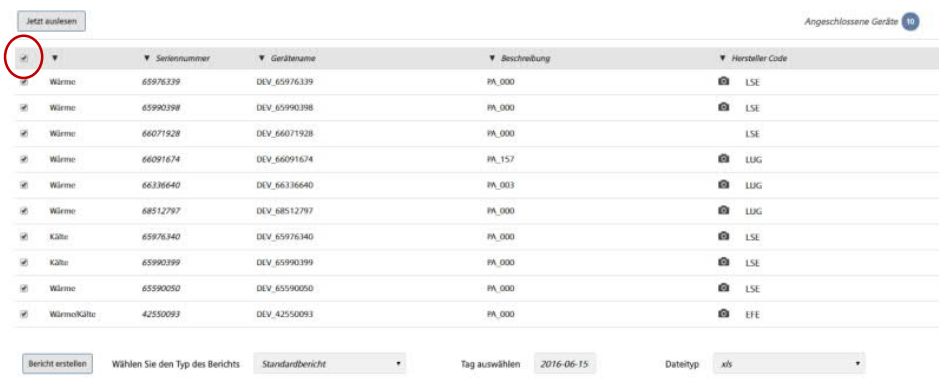 Jetzt auslesen Angeschlossene Geräte 10
▼ ▼ Seriennummer ▼ Gerätename ▼ Beschreibung ▼ Hersteller Code
Wärme 65976339 DEV_65976339 PA_000 LSE
Wärme 65990398 DEV_65990398 PA_000 LSE
Wärme 66071928 DEV_66071928 PA_000 LSE
Wärme 66091674 DEV_66091674 PA_157 LUG
Wärme 66336640 DEV_66336640 PA_003 LUG
Wärme 68512797 DEV_68512797 PA_000 LUG
Kälte 65976340 DEV_65976340 PA_000 LSE
Kälte 65990399 DEV_65990399 PA_000 LSE
Wärme 65590050 DEV_65590050 PA_000 LSE
Wärme/Kälte 42550093 DEV_42550093 PA_000 EFE
Bericht erstellen Wählen Sie den Typ des Berichts Standardbericht Tag auswählen 2016-06-15 Dateityp xls